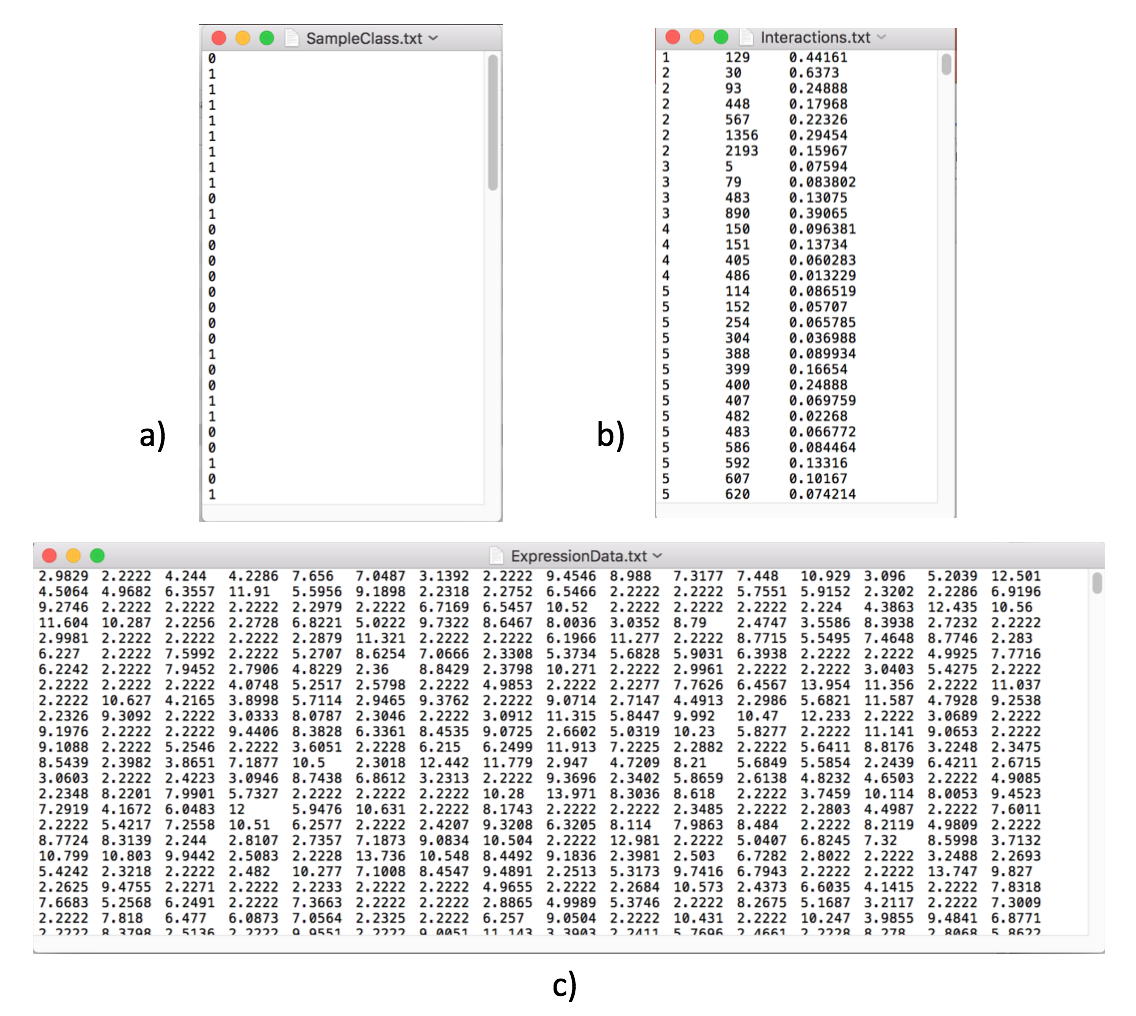 SampleClass.txt
0
1
1
1
1
1
1
1
1
0
1
0
0
0
0
0
0
0
0
1
0
0
1
1
0
0
1
0
1
a)
Interactions.txt
1 129 0.44161
2 30 0.6373
2 93 0.24888
2 448 0.17968
2 567 0.22326
2 1356 0.29454
2 2193 0.15967
3 5 0.07594
3 79 0.083802
3 483 0.13075
3 890 0.39065
4 150 0.096381
4 151 0.13734
4 405 0.060283
4 486 0.013229
5 114 0.086519
5 152 0.05707
5 254 0.065785
5 304 0.036988
5 388 0.089934
5 399 0.16654
5 400 0.24888
5 407 0.069759
5 482 0.02268
5 483 0.066772
5 586 0.084464
5 592 0.13316
5 607 0.10167
5 620 0.074214
b)
ExpressionData.txt
2.9829 2.2222 4.244 4.2286 7.656 7.0487 3.1392 2.2222 9.4546 8.988 7.3177 7.448 10.929 3.096 5.2039 12.501
4.5064 4.9682 6.3557 11.91 5.5956 9.1898 2.2318 2.2752 6.5466 2.2222 2.2222 5.7551 5.9152 2.3202 2.2286 6.9196
9.2746 2.2222 2.2222 2.2222 2.2979 2.2222 6.7169 6.5457 10.52 2.2222 2.2222 2.2222 2.224 4.3863 12.435 10.56
11.604 10.287 2.2256 2.2728 6.8221 5.0222 9.7322 8.6467 8.0036 3.0352 8.79 2.4747 3.5586 8.3938 2.7232 2.2222
2.9981 2.2222 2.2222 2.2222 2.2879 11.321 2.2222 2.2222 6.1966 11.277 2.2222 8.7715 5.5495 7.4648 8.7746 2.283
6.227 2.2222 7.5992 2.2222 5.2707 8.6254 7.0666 2.3308 5.3734 5.6828 5.9031 6.3938 2.2222 2.2222 4.9925 7.7716
6.2242 2.2222 7.9452 2.7906 4.8229 2.36 8.8429 2.3798 10.271 2.2222 2.9961 2.2222 2.2222 3.0403 5.4275 2.2222
2.2222 2.2222 2.2222 4.0748 5.2517 2.5798 2.2222 4.9853 2.2222 2.2277 7.7626 6.4567 13.954 11.356 2.2222 11.037
2.2222 10.627 4.2165 3.8998 5.7114 2.9465 9.3762 2.2222 9.0714 2.7147 4.4913 2.2986 5.6821 11.587 4.7928 9.2538
2.2326 9.3092 2.2222 3.0333 8.0787 2.3046 2.2222 3.0912 11.315 5.8447 9.992 10.47 12.233 2.2222 3.0689 2.2222
9.1976 2.2222 2.2222 9.4406 8.3828 6.3361 8.4535 9.0725 2.6602 5.0319 10.23 5.8277 2.2222 11.141 9.0653 2.2222
9.1088 2.2222 5.2546 2.2222 3.6051 2.2228 6.215 6.2499 11.913 7.2225 2.2882 2.2222 5.6411 8.8176 3.2248 2.3475
8.5439 2.3982 3.8651 7.1877 10.5 2.3018 12.442 11.779 2.947 4.7209 8.21 5.6849 5.5854 2.2439 6.4211 2.6715
3.0603 2.2222 2.4223 3.0946 8.7438 6.8612 3.2313 2.2222 9.3696 2.3402 5.8659 2.6138 4.8232 4.6503 2.2222 4.9085
2.2348 8.2201 7.9901 5.7327 2.2222 2.2222 2.2222 10.28 13.971 8.3036 8.618 2.2222 3.7459 10.114 8.0053 9.4523
7.2919 4.1672 6.0483 12 5.9476 10.631 2.2222 8.1743 2.2222 2.2222 2.3485 2.2222 2.2803 4.4987 2.2222 7.6011
2.2222 5.4217 7.2558 10.51 6.2577 2.2222 2.4207 9.3208 6.3205 8.114 7.9863 8.484 2.2222 8.2119 4.9809 2.2222
8.7724 8.3139 2.244 2.8107 2.7357 7.1873 9.0834 10.504 2.2222 12.981 2.2222 5.0407 6.8245 7.32 8.5998 3.7132
10.799 10.803 9.9442 2.5083 2.2228 13.736 10.548 8.4492 9.1836 2.3981 2.503 6.7282 2.8022 2.2222 3.2488 2.2693
5.4242 2.3218 2.2222 2.482 10.277 7.1008 8.4547 9.4891 2.2513 5.3173 9.7416 6.7943 2.2222 2.2222 13.747 9.827
2.2625 9.4755 2.2271 2.2222 2.2233 2.2222 2.2222 4.9655 2.2222 2.2684 10.573 2.4373 6.6035 4.1415 2.2222 7.8318
7.6683 5.2568 6.2491 2.2222 7.3663 2.2222 2.2222 2.8865 4.9989 5.3746 2.2222 8.2675 5.1687 3.2117 2.2222 7.3009
2.2222 7.818 6.477 6.0873 7.0564 2.2325 2.2222 6.257 9.0504 2.2222 10.431 2.2222 10.247 3.9855 9.4841 6.8771
2.2222 8.3798 2.5136 2.2222 9.9551 2.2222 9.0051 11.143 3.3903 2.2411 5.7696 2.4661 2.2228 8.278 2.8068 5.8622
c)